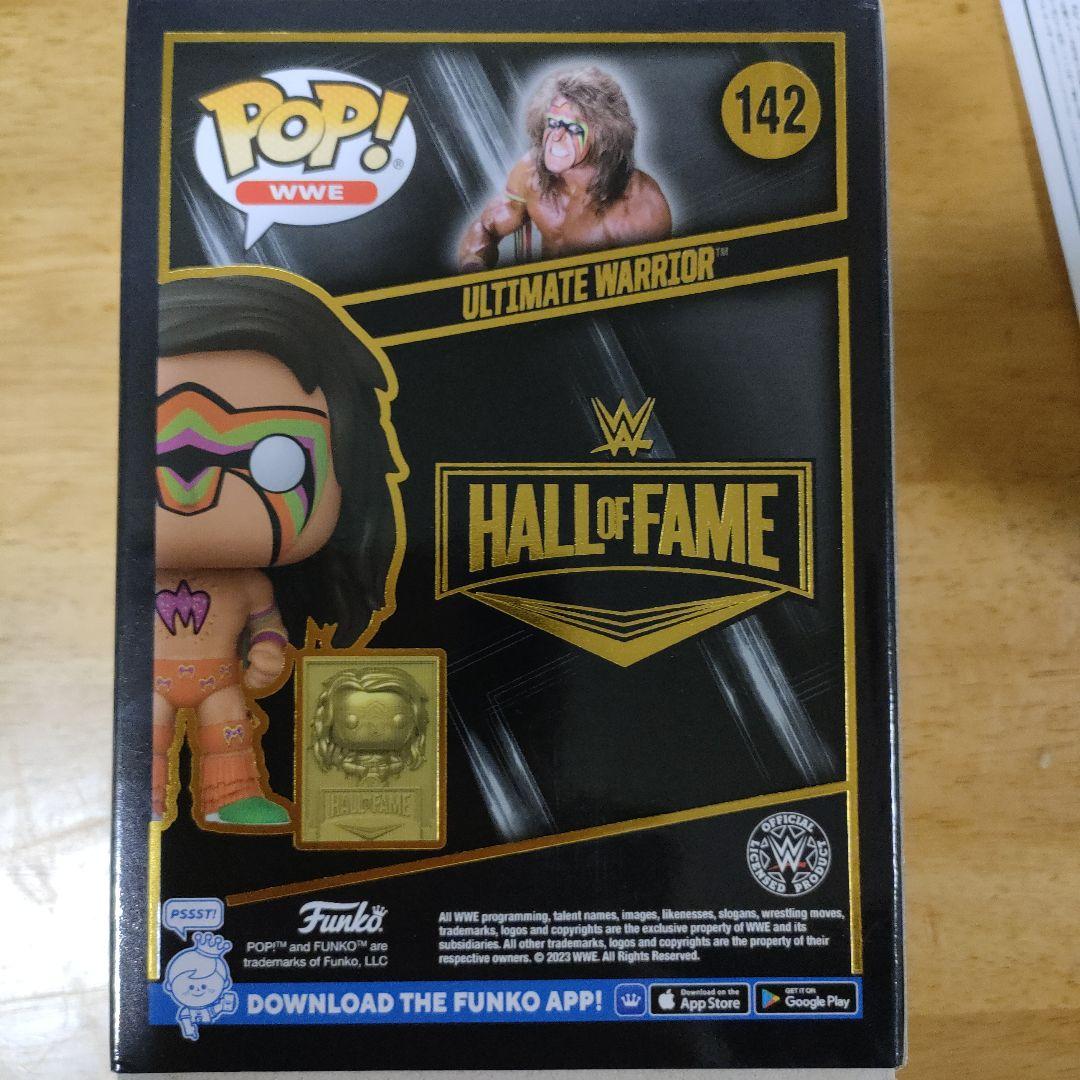 POP!®
WWE
142
ULTIMATE WARRIOR™
W
HALL OF FAME
HALL OF FAME
OFFICIAL
LICENSED PRODUCT
W
PSSST!
Funko
POP!™ and FUNKO™ are
trademarks of Funko, LLC
All WWE programming, talent names, images, likenesses, slogans, wrestling moves,
trademarks, logos and copyrights are the exclusive property of WWE and its
subsidiaries. All other trademarks, logos and copyrights are the property of their
respective owners. © 2023 WWE. All Rights Reserved.
DOWNLOAD THE FUNKO APP!
Download on the
App Store
GET IT ON
Google Play